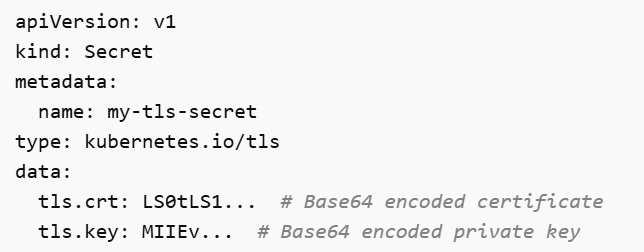 apiVersion: v1
kind: Secret
metadata:
  name: my-tls-secret
type: kubernetes.io/tls
data:
  tls.crt: LS0tLS1...  # Base64 encoded certificate
  tls.key: MIIEv...  # Base64 encoded private key